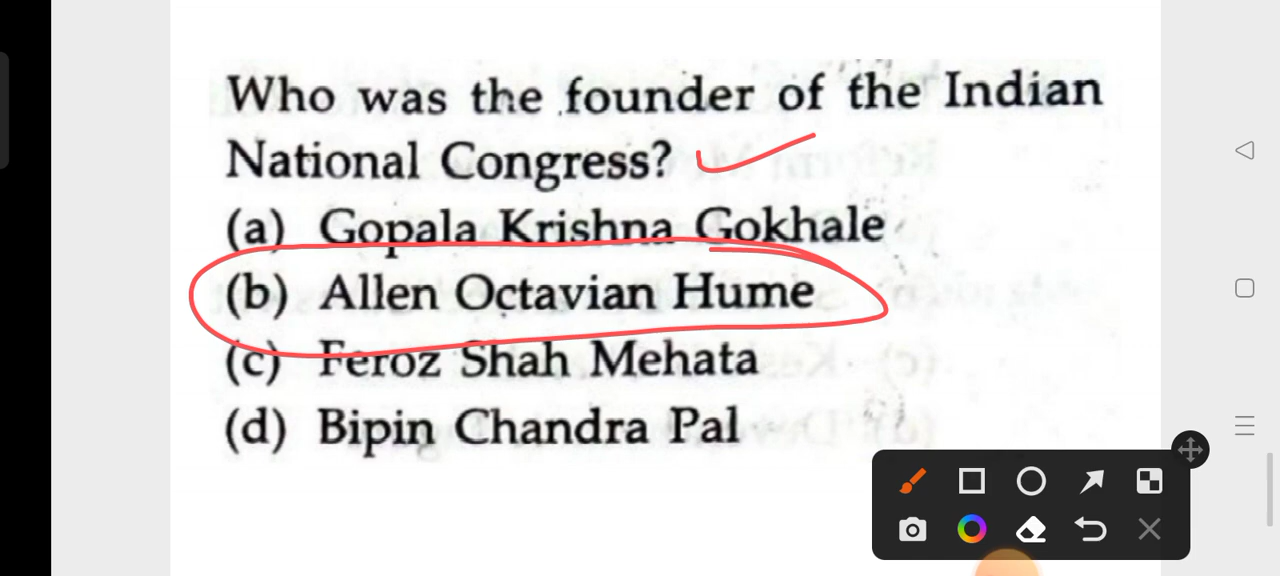 Who was the founder of the Indian
National Congress?
(a) Gopala Krishna Gokhale
(b) Allen Octavian Hume
(c) Feroz Shah Mehata
(d) Bipin Chandra Pal